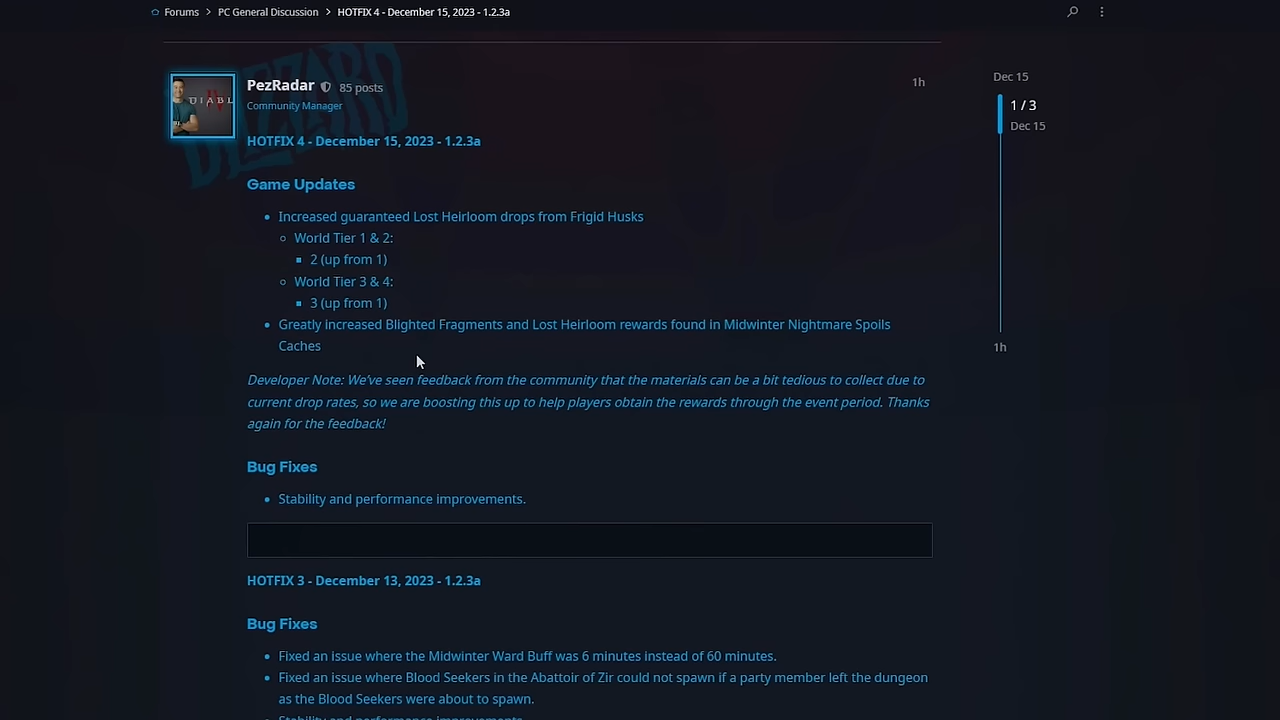 Forums > PC General Discussion > HOTFIX 4 - December 15, 2023 - 1.2.3a
PezRadar 85 posts
1h
Community Manager
DIABL
BLIZZARD
Dec 15
1 / 3
Dec 15
1h
HOTFIX 4 - December 15, 2023 - 1.2.3a
Game Updates
Increased guaranteed Lost Heirloom drops from Frigid Husks
World Tier 1 & 2:
2 (up from 1)
World Tier 3 & 4:
3 (up from 1)
Greatly increased Blighted Fragments and Lost Heirloom rewards found in Midwinter Nightmare Spoils
Caches
Developer Note: We've seen feedback from the community that the materials can be a bit tedious to collect due to
current drop rates, so we are boosting this up to help players obtain the rewards through the event period. Thanks
again for the feedback!
Bug Fixes
Stability and performance improvements.
HOTFIX 3 - December 13, 2023 - 1.2.3a
Bug Fixes
Fixed an issue where the Midwinter Ward Buff was 6 minutes instead of 60 minutes.
Fixed an issue where Blood Seekers in the Abattoir of Zir could not spawn if a party member left the dungeon
as the Blood Seekers were about to spawn.
Stability and performance improvements.